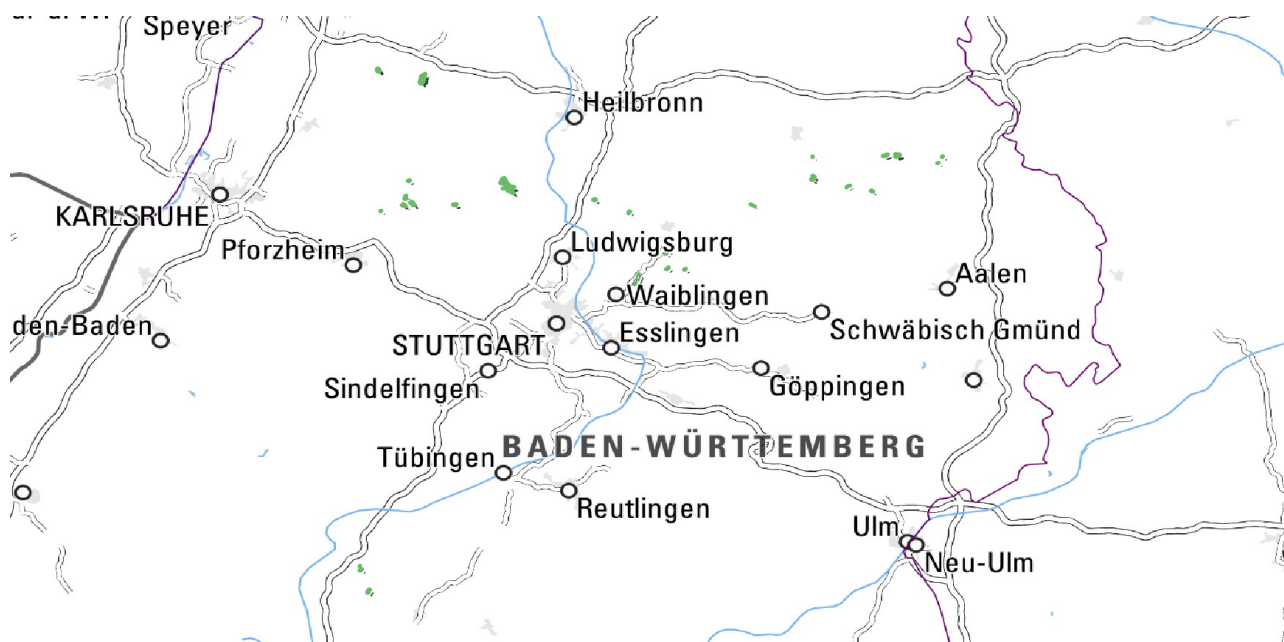 Speyer
Heilbronn
KARLSRUHE
Pforzheim
Ludwigsburg
Aalen
Waiblingen
den-Baden
Esslingen
Schwäbisch Gmünd
STUTTGART
Sindelfingen
Göppingen
BADEN-WÜRTTEMBERG
Tübingen
Reutlingen
Ulm
Neu-Ulm